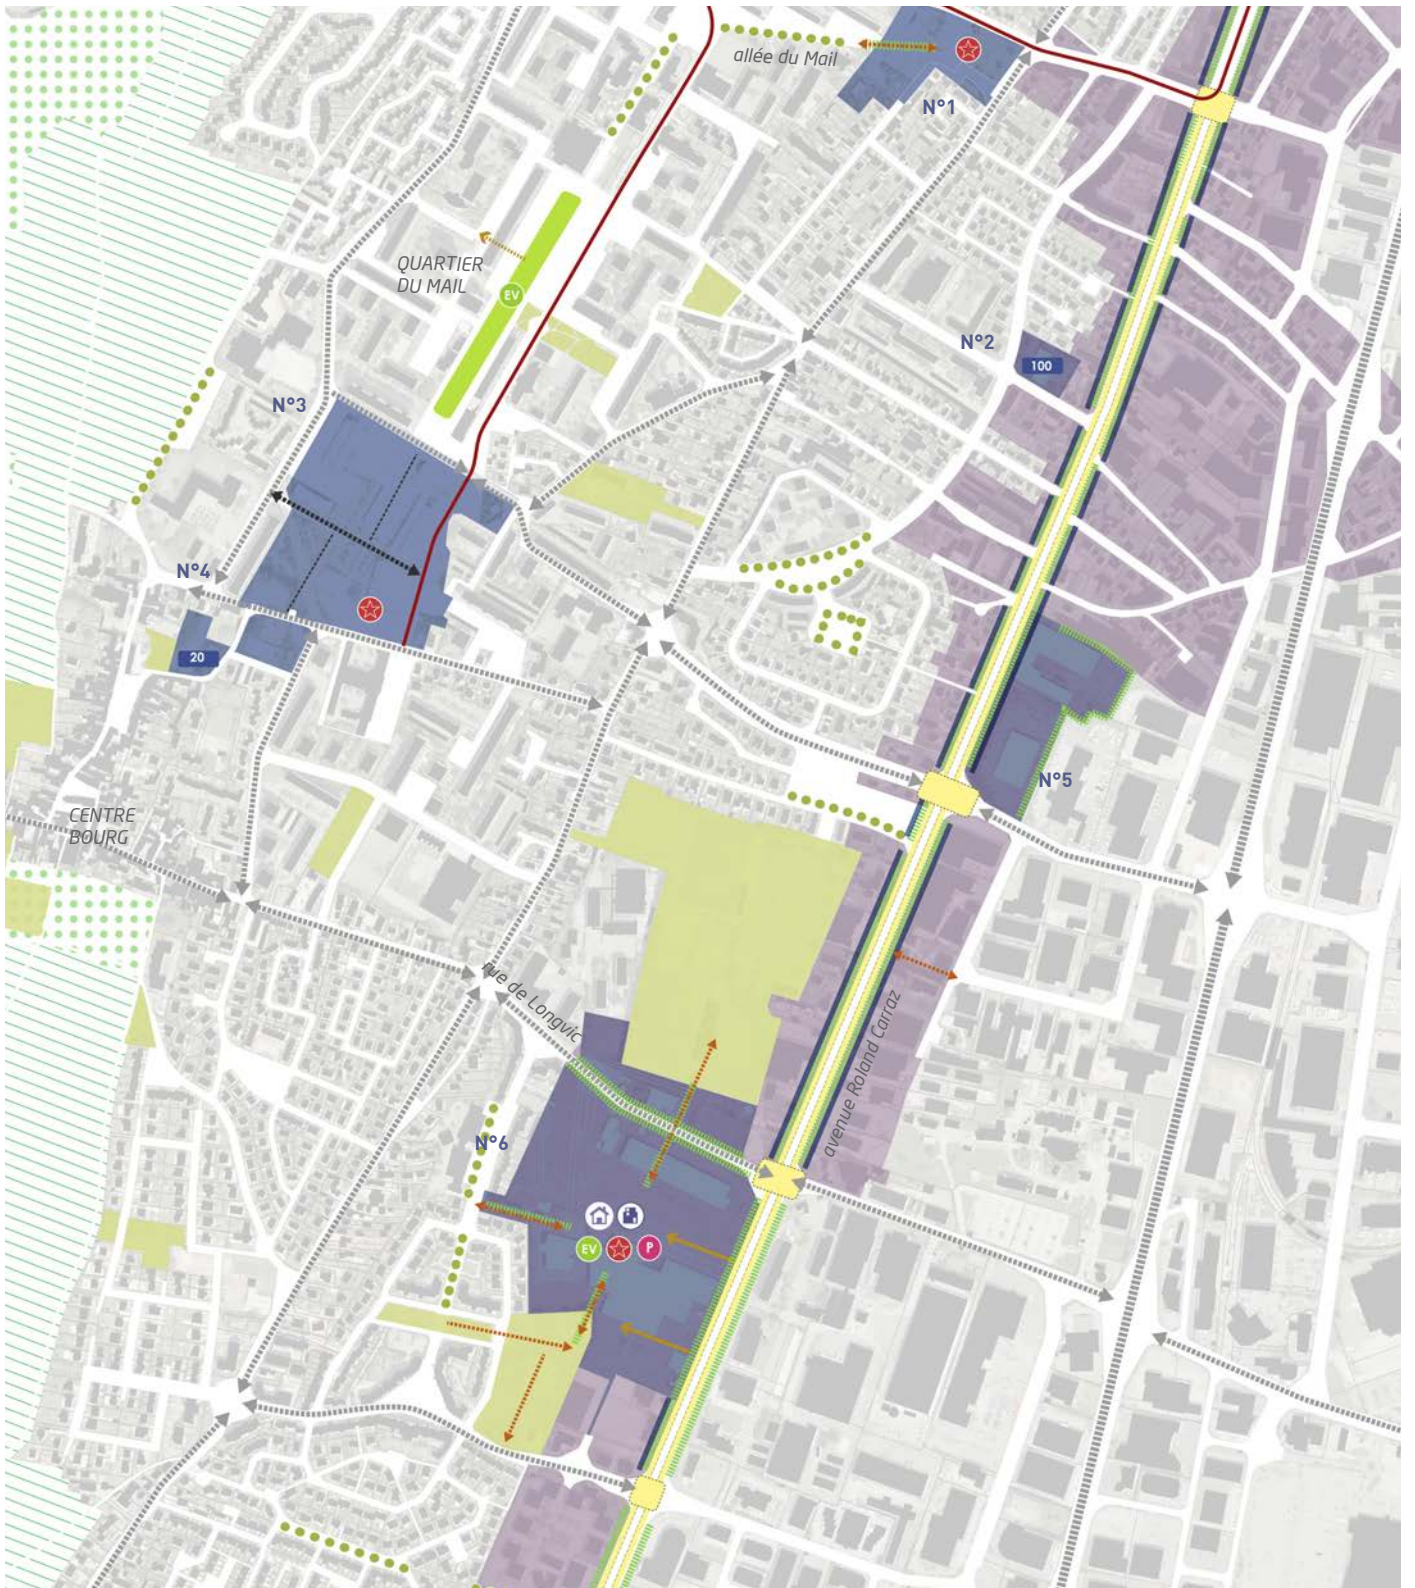 allée du Mail
N°1
QUARTIER
DU MAIL
EV
N°2
100
N°3
N°4
20
N°5
CENTRE
BOURG
rue de Longvic
avenue Roland Carraz
N°6
EV
P